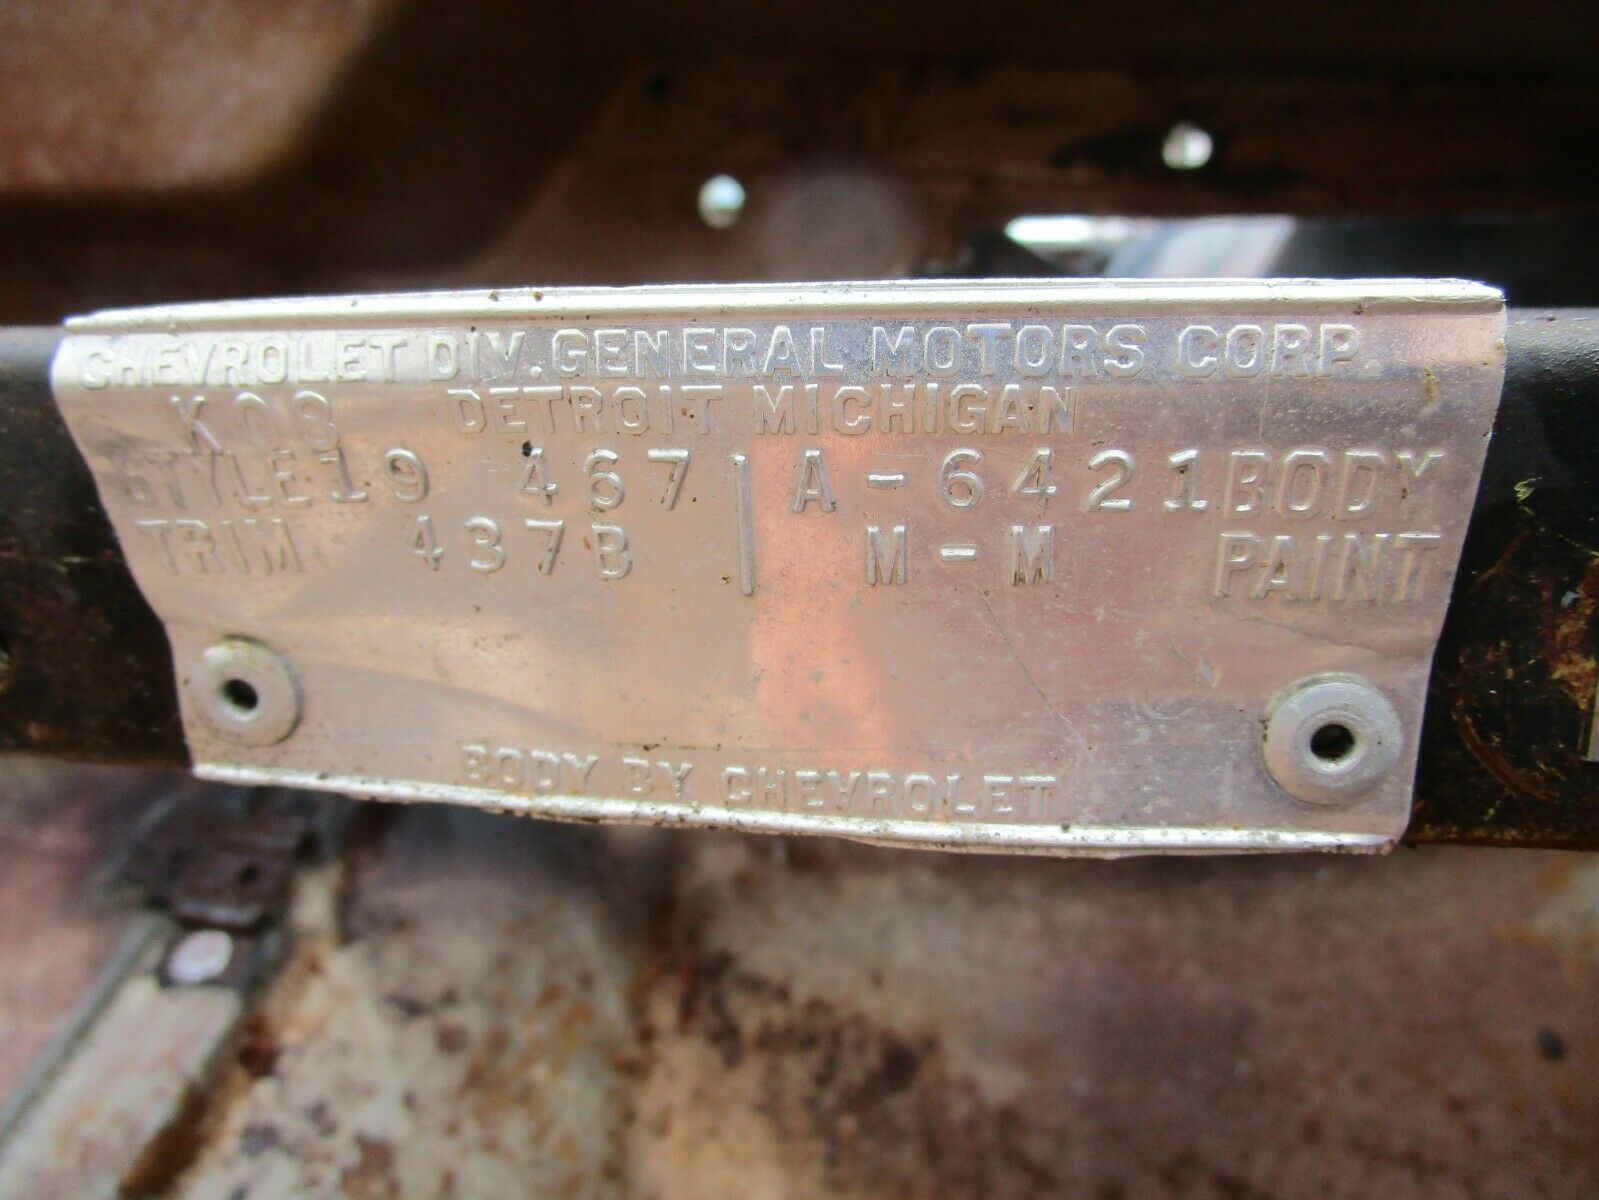 CHEVROLET DIV. GENERAL MOTORS CORP.
K08 DETROIT MICHIGAN
STYLE 19 467 | A-6421 BODY
TRIM 437B | M-M PAINT
BODY BY CHEVROLET